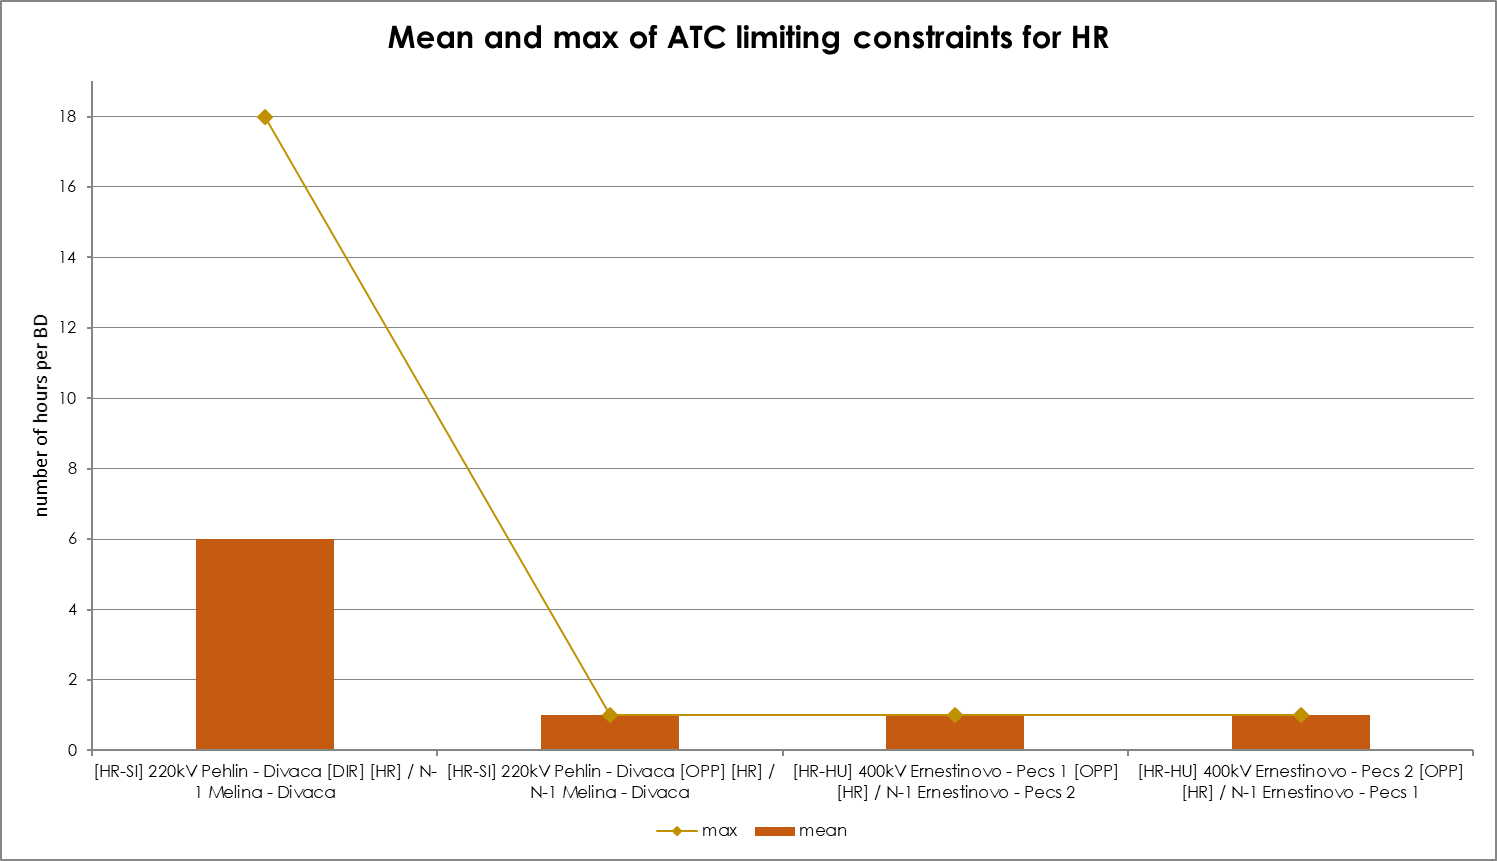 Mean and max of ATC limiting constraints for HR
number of hours per BD
18
16
14
12
10
8
6
4
2
0
[HR-SI] 220kV Pehlin - Divaca [DIR] [HR] / N-
1 Melina - Divaca
[HR-SI] 220kV Pehlin - Divaca [OPP] [HR] /
N-1 Melina - Divaca
[HR-HU] 400kV Ernestinovo - Pecs 1 [OPP]
[HR] / N-1 Ernestinovo - Pecs 2
[HR-HU] 400kV Ernestinovo - Pecs 2 [OPP]
[HR] / N-1 Ernestinovo - Pecs 1
max
mean